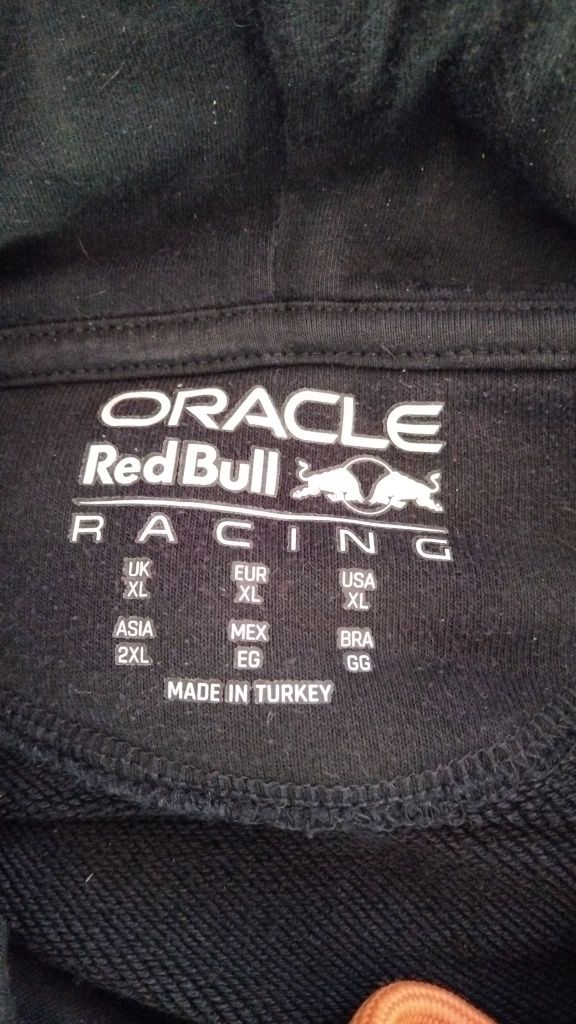 ORACLE
Red Bull
RACING
UK EUR USA
XL XL XL
ASIA MEX BRA
2XL EG GG
MADE IN TURKEY